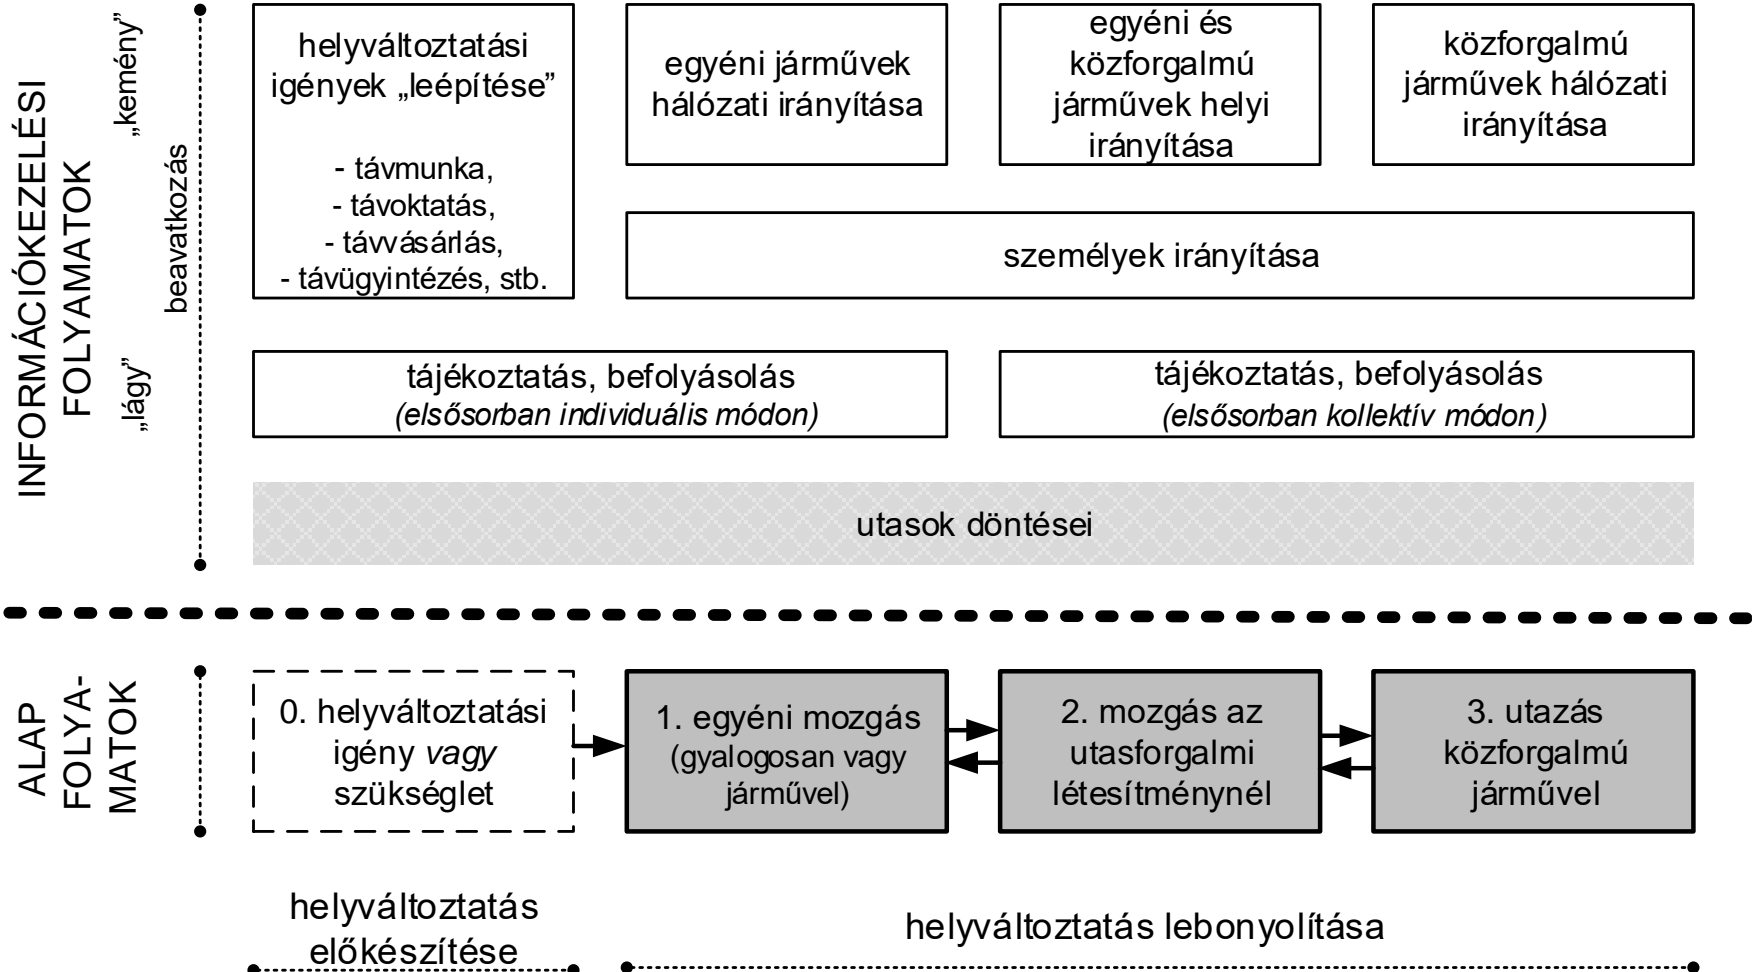 INFORMÁCIÓKEZELÉSI
FOLYAMATOK
„kemény”
beavatkozás
„lágy”
helyváltoztatási
igények „leépítése”
- távmunka,
- távoktatás,
- távvásárlás,
- távügyintézés, stb.
egyéni járművek
hálózati irányítása
egyéni és
közforgalmú
járművek helyi
irányítása
közforgalmú
járművek hálózati
irányítása
személyek irányítása
tájékoztatás, befolyásolás
(elsősorban individuális módon)
tájékoztatás, befolyásolás
(elsősorban kollektív módon)
utasok döntései
ALAP
FOLYA-
MATOK
0. helyváltoztatási
igény vagy
szükséglet
1. egyéni mozgás
(gyalogosan vagy
járművel)
2. mozgás az
utasforgalmi
létesítménynél
3. utazás
közforgalmú
járművel
helyváltoztatás
előkészítése
helyváltoztatás lebonyolítása